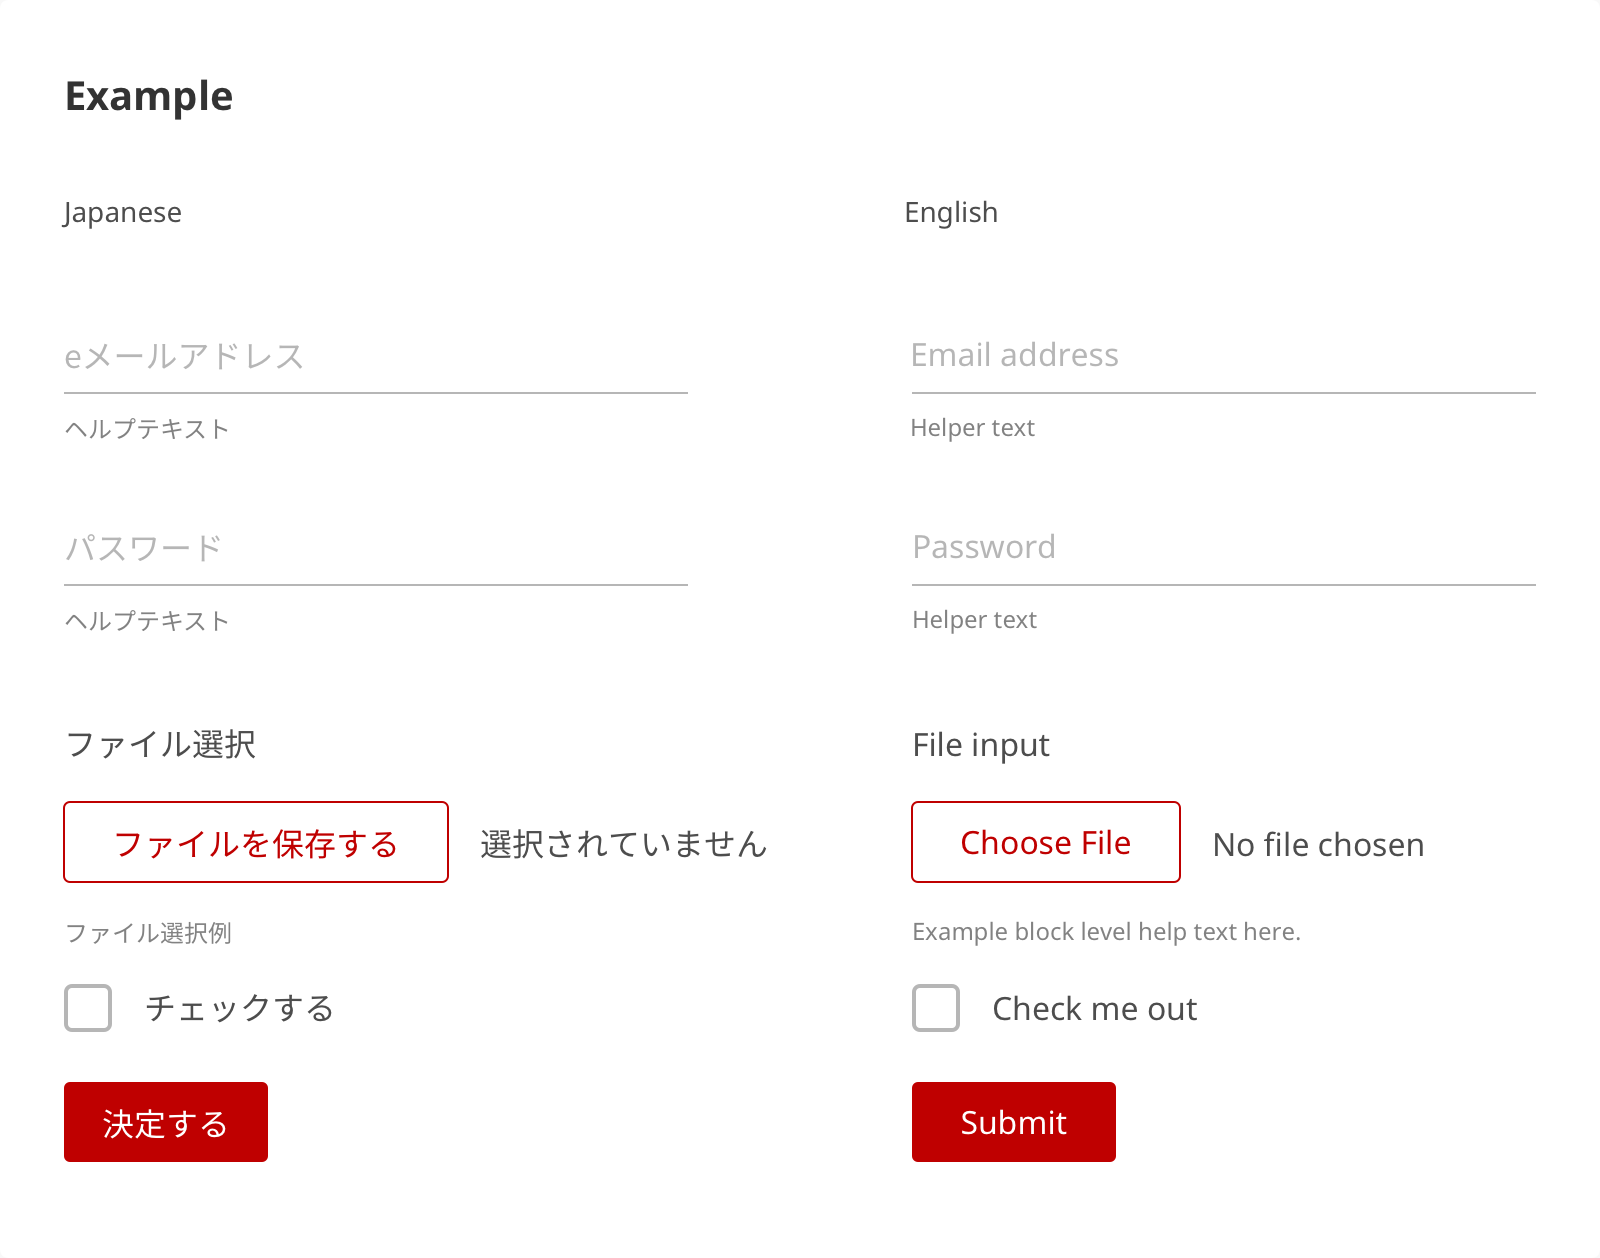 Example
Japanese
English
eメールアドレス
Email address
ヘルプテキスト
Helper text
パスワード
Password
ヘルプテキスト
Helper text
ファイル選択
File input
ファイルを保存する
選択されていません
Choose File
No file chosen
ファイル選択例
Example block level help text here.
チェックする
Check me out
決定する
Submit